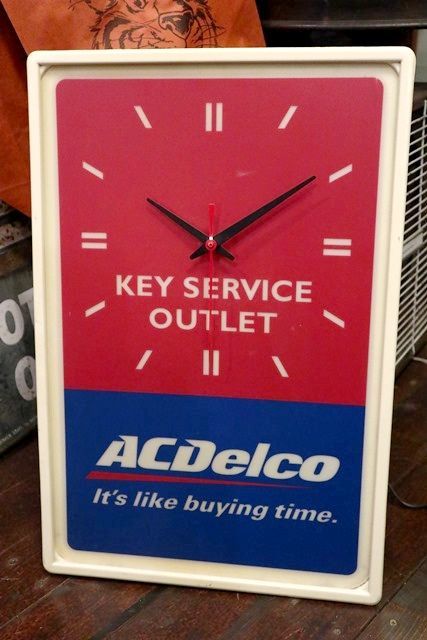 KEY SERVICE
OUTLET
ACDelco
It's like buying time.